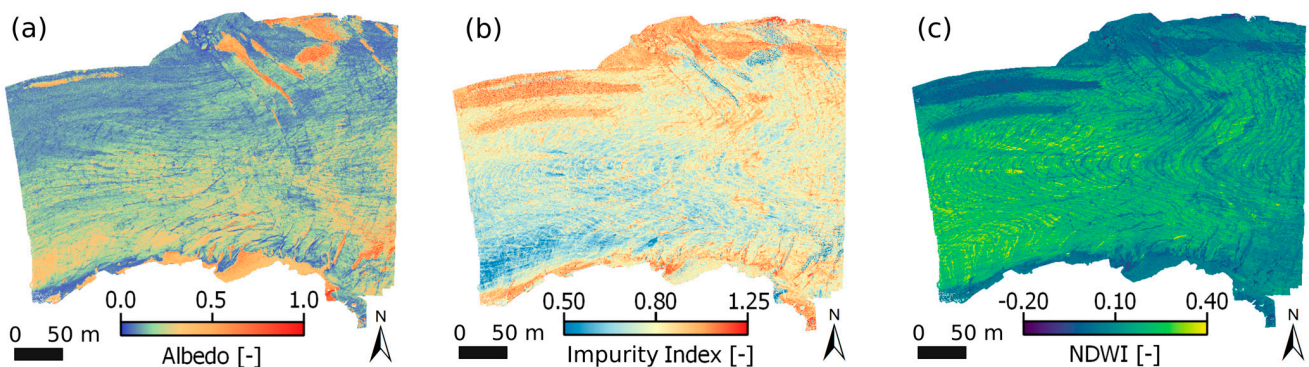 (a)
0.0 0.5 1.0
0 50 m
Albedo [-]
N
(b)
0.50 0.80 1.25
0 50 m
Impurity Index [-]
N
(c)
-0.20 0.10 0.40
0 50 m
NDWI [-]
N